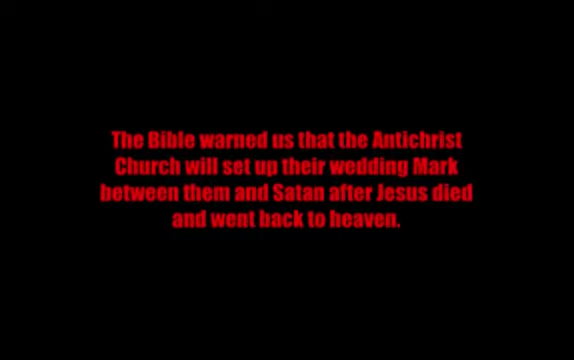 The Bible warned us that the Antichrist
Church will set up their wedding Mark
between them and Satan after Jesus died
and went back to heaven.